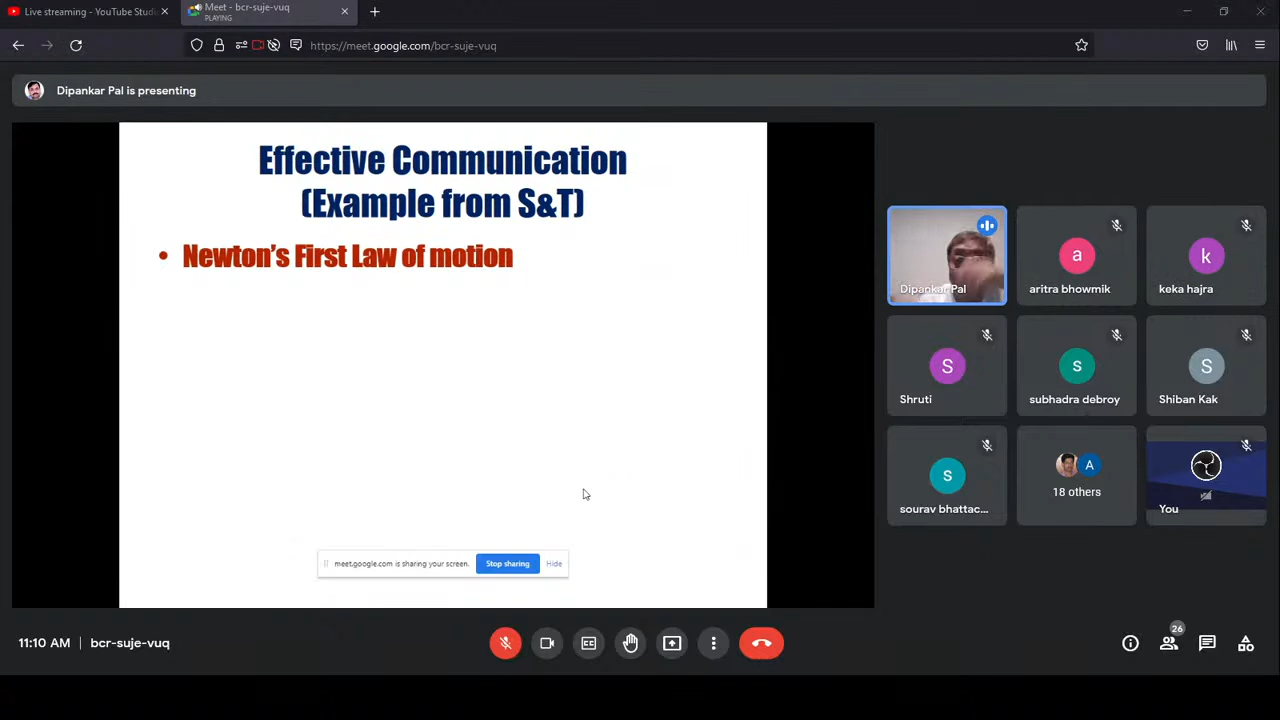 Live streaming - YouTube Studi
Meet - bcr-suje-vuq
PLAYING
https://meet.google.com/bcr-suje-vuq
Dipankar Pal is presenting
Effective Communication
(Example from S&T)
• Newton's First Law of motion
meet.google.com is sharing your screen.
Stop sharing
Hide
Dipankar Pal
a
aritra bhowmik
k
keka hajra
S
Shruti
s
subhadra debroy
S
Shiban Kak
s
sourav bhattac...
A
18 others
You
11:10 AM
bcr-suje-vuq
26